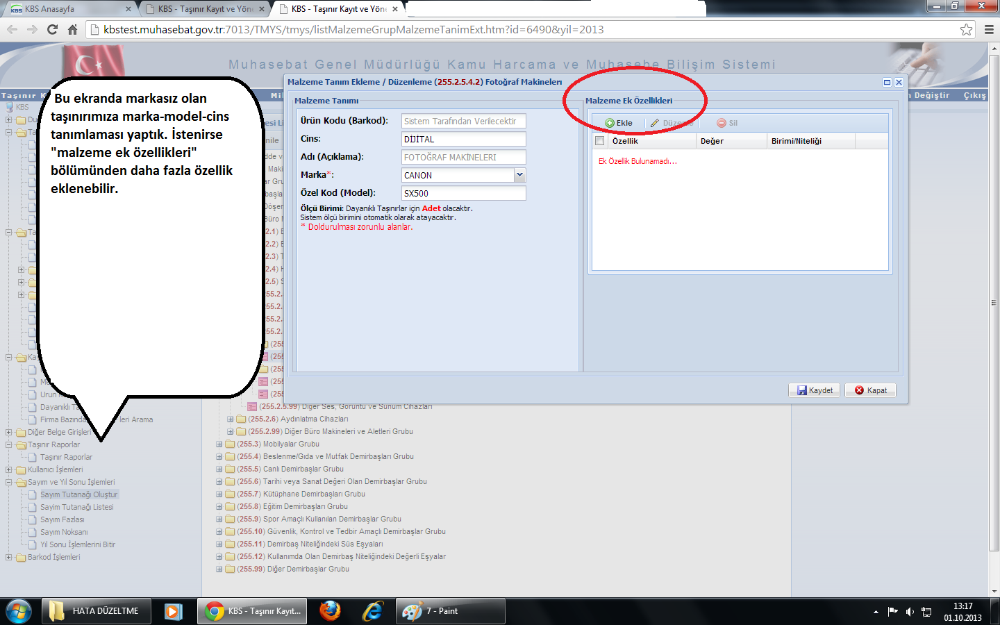 KBS Anasayfa
KBS - Taşınır Kayıt ve Yöne
KBS - Taşınır Kayıt ve Yöne
kbstest.muhasebat.gov.tr:7013/TMYS/tmys/listMalzemeGrupMalzemeTanimExt.htm?id=6490&yil=2013
Muhasebat Genel Müdürlüğü Kamu Harcama ve Muhasebe Bilişim Sistemi
Taşınır K
Değiştir Çıkış
KBS
Bu ekranda markasız olan
taşınırımıza marka-model-cins
tanımlaması yaptık. İstenirse
"malzeme ek özellikleri"
bölümünden daha fazla özellik
eklenebilir.
Malzeme Tanım Ekleme / Düzenleme (255.2.5.4.2) Fotoğraf Makineleri
Malzeme Tanımı
Ürün Kodu (Barkod): Sistem Tarafından Verilecektir
Cins: DİJİTAL
Adı (Açıklama): FOTOĞRAF MAKİNELERİ
Marka*: CANON
Özel Kod (Model): SX500
Ölçü Birimi: Dayanıklı Taşınırlar için Adet olacaktır.
Sistem ölçü birimini otomatik olarak atayacaktır.
* Doldurulması zorunlu alanlar.
Malzeme Ek Özellikleri
Ekle Düzenle Sil
Özellik Değer Birimi/Niteliği
Ek Özellik Bulunamadı...
Kaydet Kapat
Firma Bazında leri Arama
Diğer Belge Girişleri
Taşınır Raporlar
Taşınır Raporlar
Kullanıcı İşlemleri
Sayım ve Yıl Sonu İşlemleri
Sayım Tutanağı Oluştur
Sayim Tutanağı Listesi
Sayim Fazlası
Sayim Noksanı
Yıl Sonu İşlemlerini Bitir
Barkod İşlemleri
(255.2.5.99) Diğer Ses, Görüntü ve Sunum Cihazları
(255.2.6) Aydınlatma Cihazları
(255.2.99) Diğer Büro Makineleri ve Aletleri Grubu
(255.3) Mobilyalar Grubu
(255.4) Beslenme/Gıda ve Mutfak Demirbaşları Grubu
(255.5) Canlı Demirbaşlar Grubu
(255.6) Tarihi veya Sanat Değeri Olan Demirbaşlar Grubu
(255.7) Kütüphane Demirbaşları Grubu
(255.8) Eğitim Demirbaşları Grubu
(255.9) Spor Amaçlı Kullanılan Demirbaşlar Grubu
(255.10) Güvenlik, Kontrol ve Tedbir Amaçlı Demirbaşlar Grubu
(255.11) Demirbaş Niteliğindeki Süs Eşyaları
(255.12) Kullanımda Olan Demirbaş Niteliğindeki Değerli Eşyalar
(255.99) Diğer Demirbaşlar Grubu
HATA DÜZELTME
KBS - Taşınır Kayıt...
7 - Paint
13:17
01.10.2013